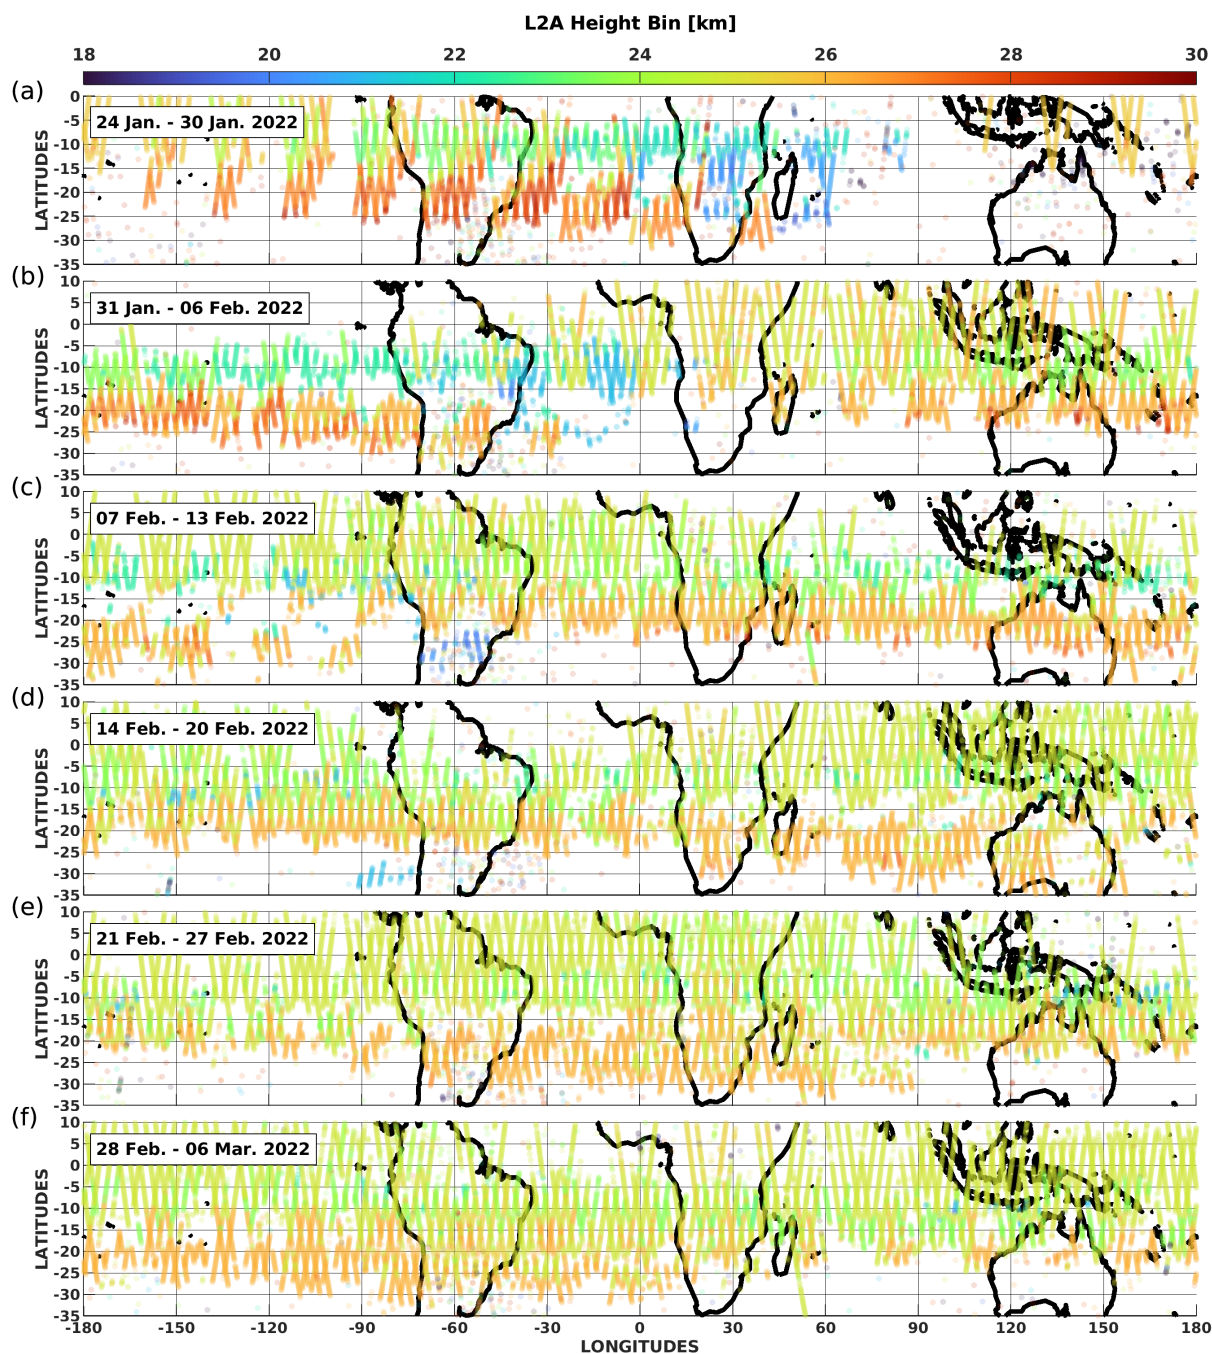 L2A Height Bin [km]
18 20 22 24 26 28 30
(a)
24 Jan. - 30 Jan. 2022
LATITUDES
0
-5
-10
-15
-20
-25
-30
-35
(b)
31 Jan. - 06 Feb. 2022
LATITUDES
10
5
0
-5
-10
-15
-20
-25
-30
-35
(c)
07 Feb. - 13 Feb. 2022
LATITUDES
10
5
0
-5
-10
-15
-20
-25
-30
-35
(d)
14 Feb. - 20 Feb. 2022
LATITUDES
10
5
0
-5
-10
-15
-20
-25
-30
-35
(e)
21 Feb. - 27 Feb. 2022
LATITUDES
10
5
0
-5
-10
-15
-20
-25
-30
-35
(f)
28 Feb. - 06 Mar. 2022
LATITUDES
10
5
0
-5
-10
-15
-20
-25
-30
-35
-180 -150 -120 -90 -60 -30 0 30 60 90 120 150 180
LONGITUDES